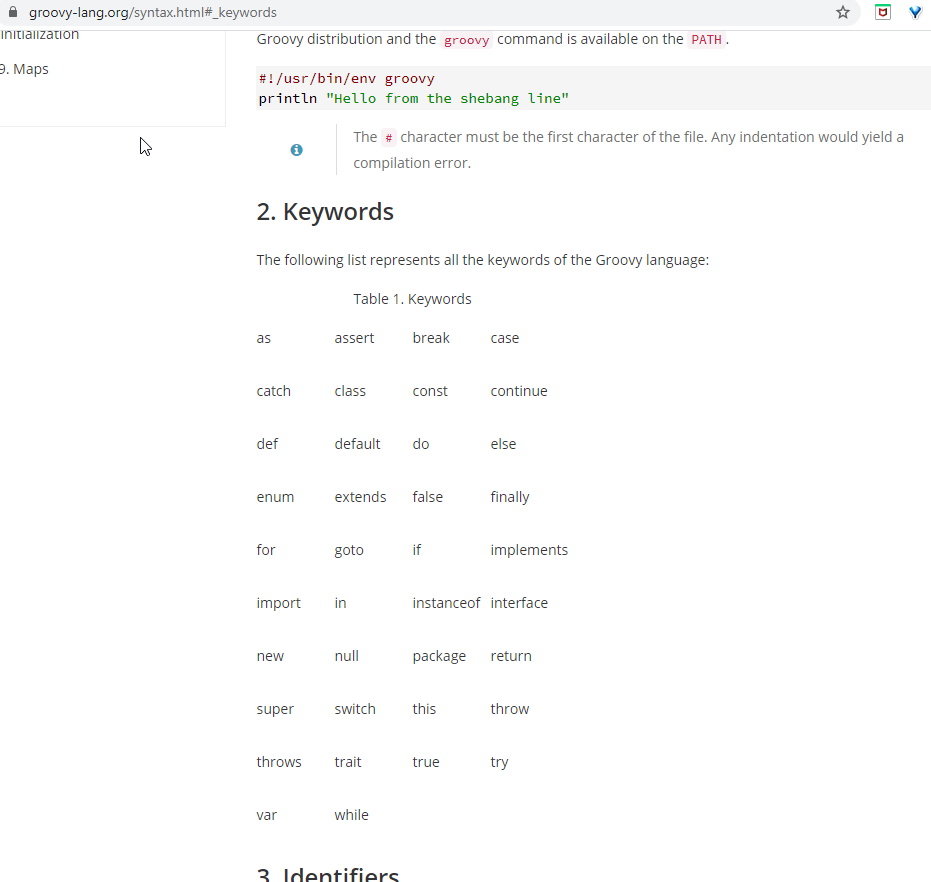 groovy-lang.org/syntax.html#_keywords
initialization
9. Maps
Groovy distribution and the groovy command is available on the PATH.
#!/usr/bin/env groovy
println "Hello from the shebang line"
The # character must be the first character of the file. Any indentation would yield a
compilation error.
2. Keywords
The following list represents all the keywords of the Groovy language:
Table 1. Keywords
as assert break case
catch class const continue
def default do else
enum extends false finally
for goto if implements
import in instanceof interface
new null package return
super switch this throw
throws trait true try
var while
3. Identifiers